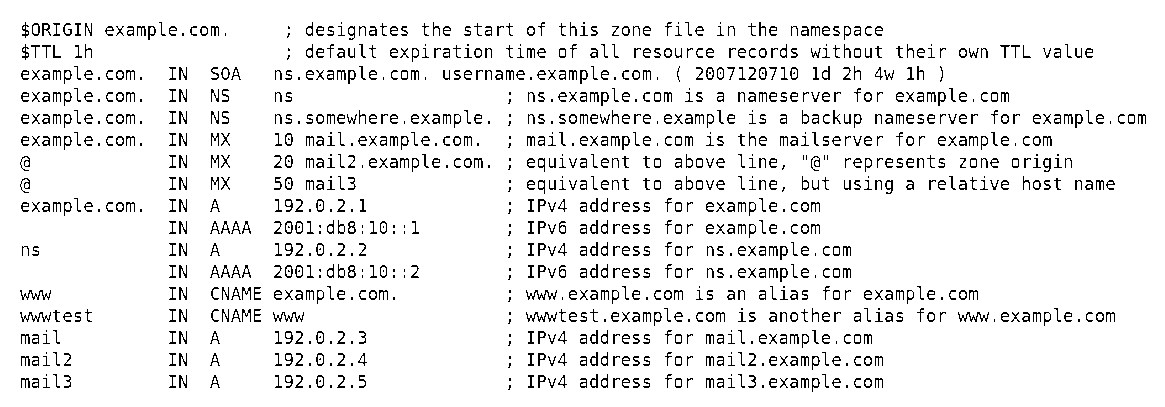 $ORIGIN example.com.     ; designates the start of this zone file in the namespace
$TTL 1h                  ; default expiration time of all resource records without their own TTL value
example.com.  IN  SOA   ns.example.com. username.example.com. ( 2007120710 1d 2h 4w 1h )
example.com.  IN  NS    ns                    ; ns.example.com is a nameserver for example.com
example.com.  IN  NS    ns.somewhere.example. ; ns.somewhere.example is a backup nameserver for example.com
example.com.  IN  MX    10 mail.example.com.  ; mail.example.com is the mailserver for example.com
@             IN  MX    20 mail2.example.com. ; equivalent to above line, "@" represents zone origin
@             IN  MX    50 mail3              ; equivalent to above line, but using a relative host name
example.com.  IN  A     192.0.2.1             ; IPv4 address for example.com
              IN  AAAA  2001:db8:10::1        ; IPv6 address for example.com
ns            IN  A     192.0.2.2             ; IPv4 address for ns.example.com
              IN  AAAA  2001:db8:10::2        ; IPv6 address for ns.example.com
www           IN  CNAME example.com.          ; www.example.com is an alias for example.com
wwwtest       IN  CNAME www                   ; wwwtest.example.com is another alias for www.example.com
mail          IN  A     192.0.2.3             ; IPv4 address for mail.example.com
mail2         IN  A     192.0.2.4             ; IPv4 address for mail2.example.com
mail3         IN  A     192.0.2.5             ; IPv4 address for mail3.example.com